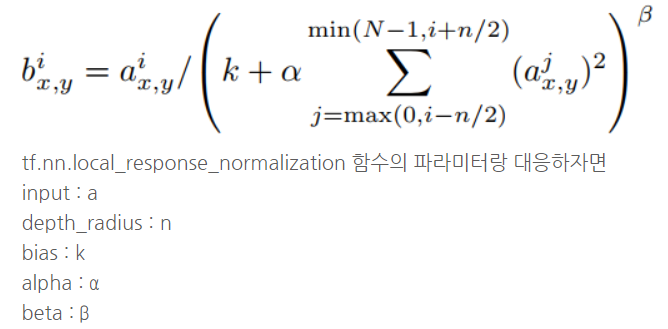 b^i_{x,y} = a^i_{x,y} / ( k + α ∑_{j=max(0,i−n/2)}^{min(N−1,i+n/2)} (a^j_{x,y})^2 )^β
tf.nn.local_response_normalization 함수의 파라미터랑 대응하자면
input : a
depth_radius : n
bias : k
alpha : α
beta : β